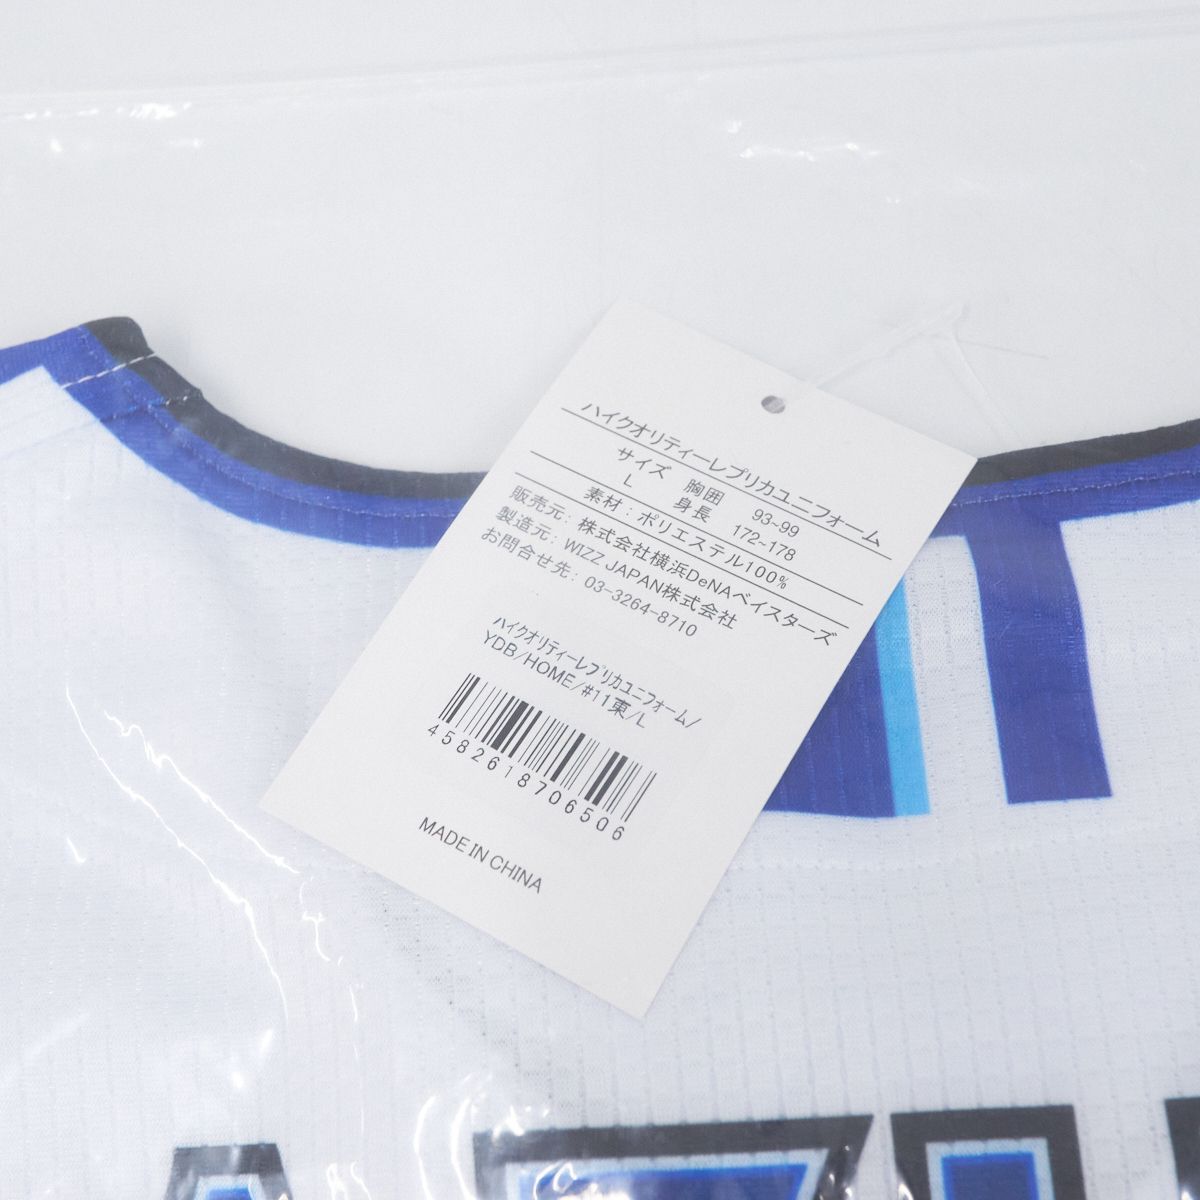 ハイクオリティーレプリカユニフォーム
サイズ 胸囲 93~99
L 身長 172~178
素材：ポリエステル100%
販売元：株式会社横浜DeNAベイスターズ
製造元：WIZZ JAPAN株式会社
お問合せ先：03-3264-8710
ハイクオリティーレプリカユニフォーム/
YDB/HOME/#11東/L
4582618706506
MADE IN CHINA